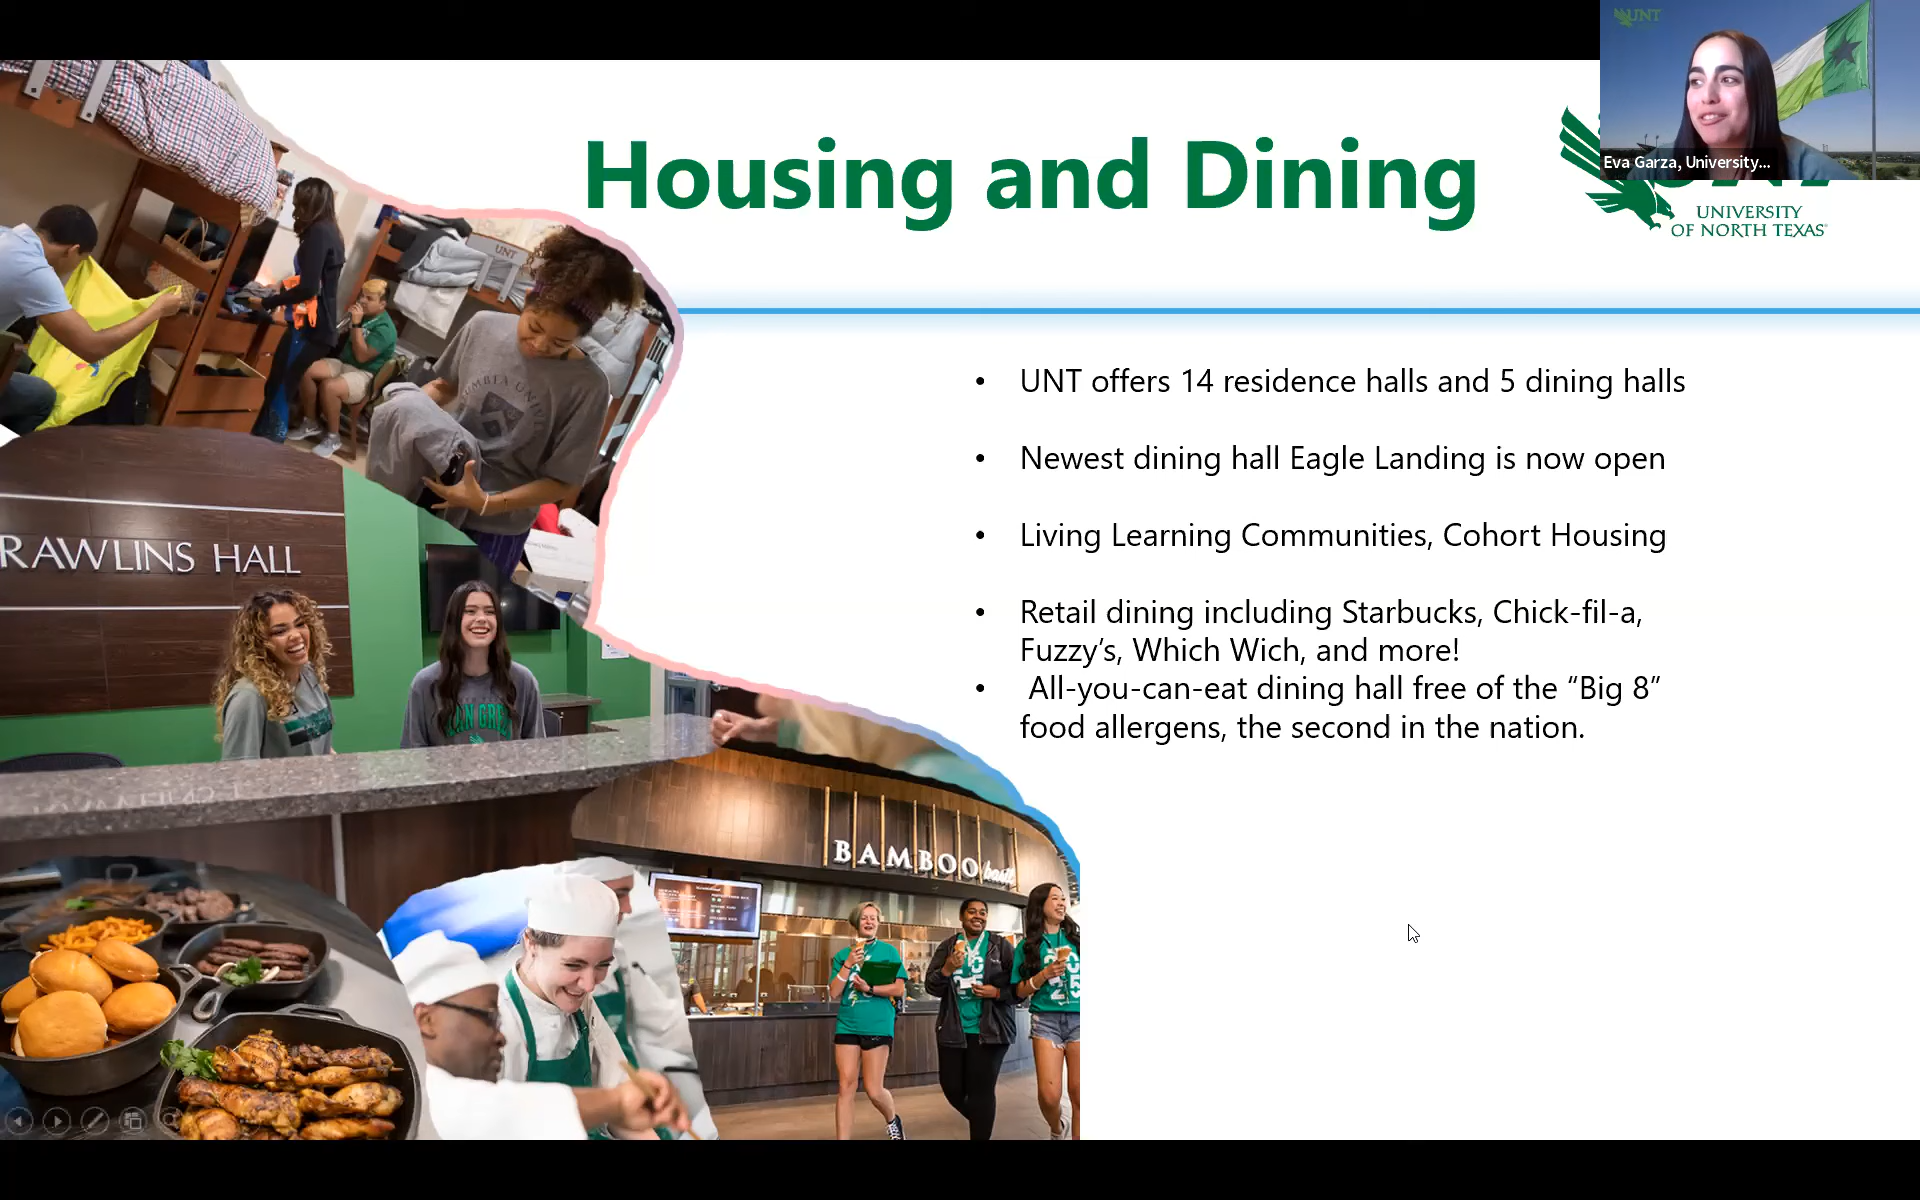 UNT
Housing and Dining
Eva Garza, University...
UNIVERSITY
OF NORTH TEXAS
• UNT offers 14 residence halls and 5 dining halls
• Newest dining hall Eagle Landing is now open
• Living Learning Communities, Cohort Housing
• Retail dining including Starbucks, Chick-fil-a,
Fuzzy’s, Which Wich, and more!
• All-you-can-eat dining hall free of the “Big 8”
food allergens, the second in the nation.
UNT
RAWLINS HALL
BAMBOO basil